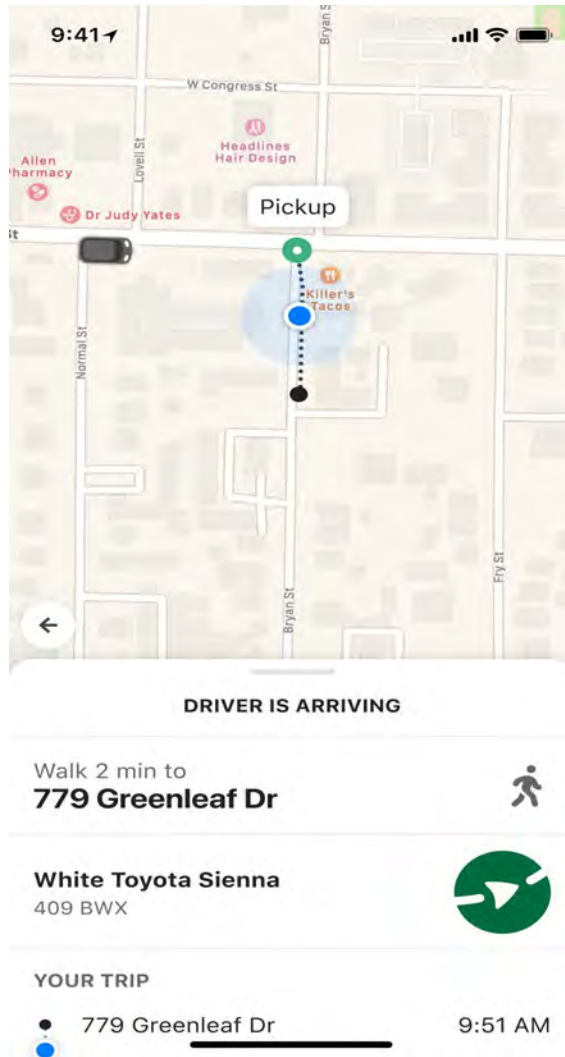 9:41
Bryan St
W Congress St
Headlines
Hair Design
Lovell St
Allen
Pharmacy
Dr Judy Yates
Pickup
St
Killer's
Tacos
Normal St
Fry St
Bryan St
DRIVER IS ARRIVING
Walk 2 min to
779 Greenleaf Dr
White Toyota Sienna
409 BWX
YOUR TRIP
779 Greenleaf Dr
9:51 AM